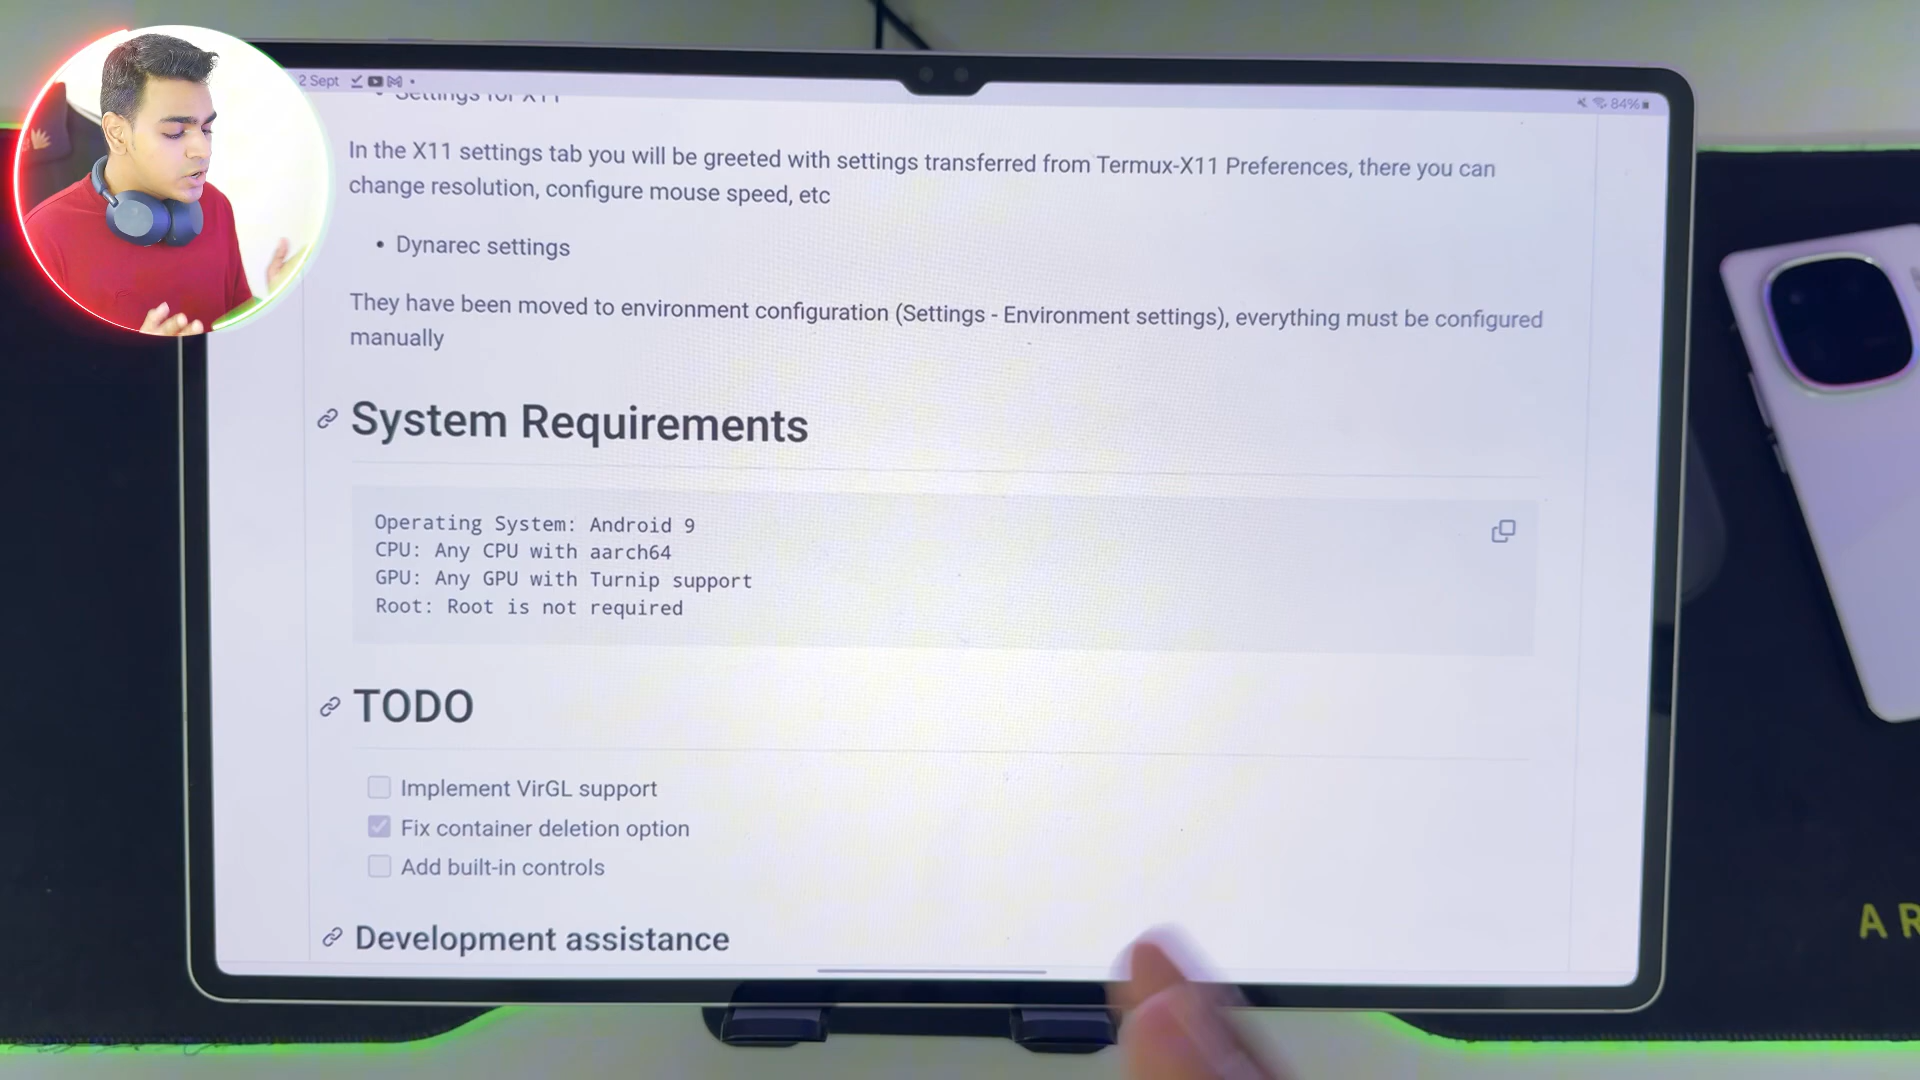 2 Sept
84%
Settings for X11
In the X11 settings tab you will be greeted with settings transferred from Termux-X11 Preferences, there you can
change resolution, configure mouse speed, etc
• Dynarec settings
They have been moved to environment configuration (Settings - Environment settings), everything must be configured
manually
System Requirements
Operating System: Android 9
CPU: Any CPU with aarch64
GPU: Any GPU with Turnip support
Root: Root is not required
TODO
Implement VirGL support
Fix container deletion option
Add built-in controls
Development assistance
A R